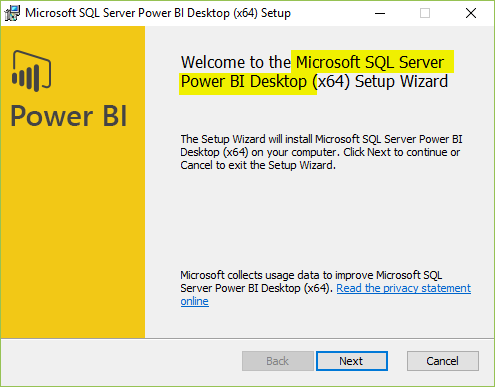 Microsoft SQL Server Power BI Desktop (x64) Setup
Power BI
Welcome to the Microsoft SQL Server
Power BI Desktop (x64) Setup Wizard
The Setup Wizard will install Microsoft SQL Server Power BI
Desktop (x64) on your computer. Click Next to continue or
Cancel to exit the Setup Wizard.
Microsoft collects usage data to improve Microsoft SQL
Server Power BI Desktop (x64). Read the privacy statement
online
Back Next Cancel